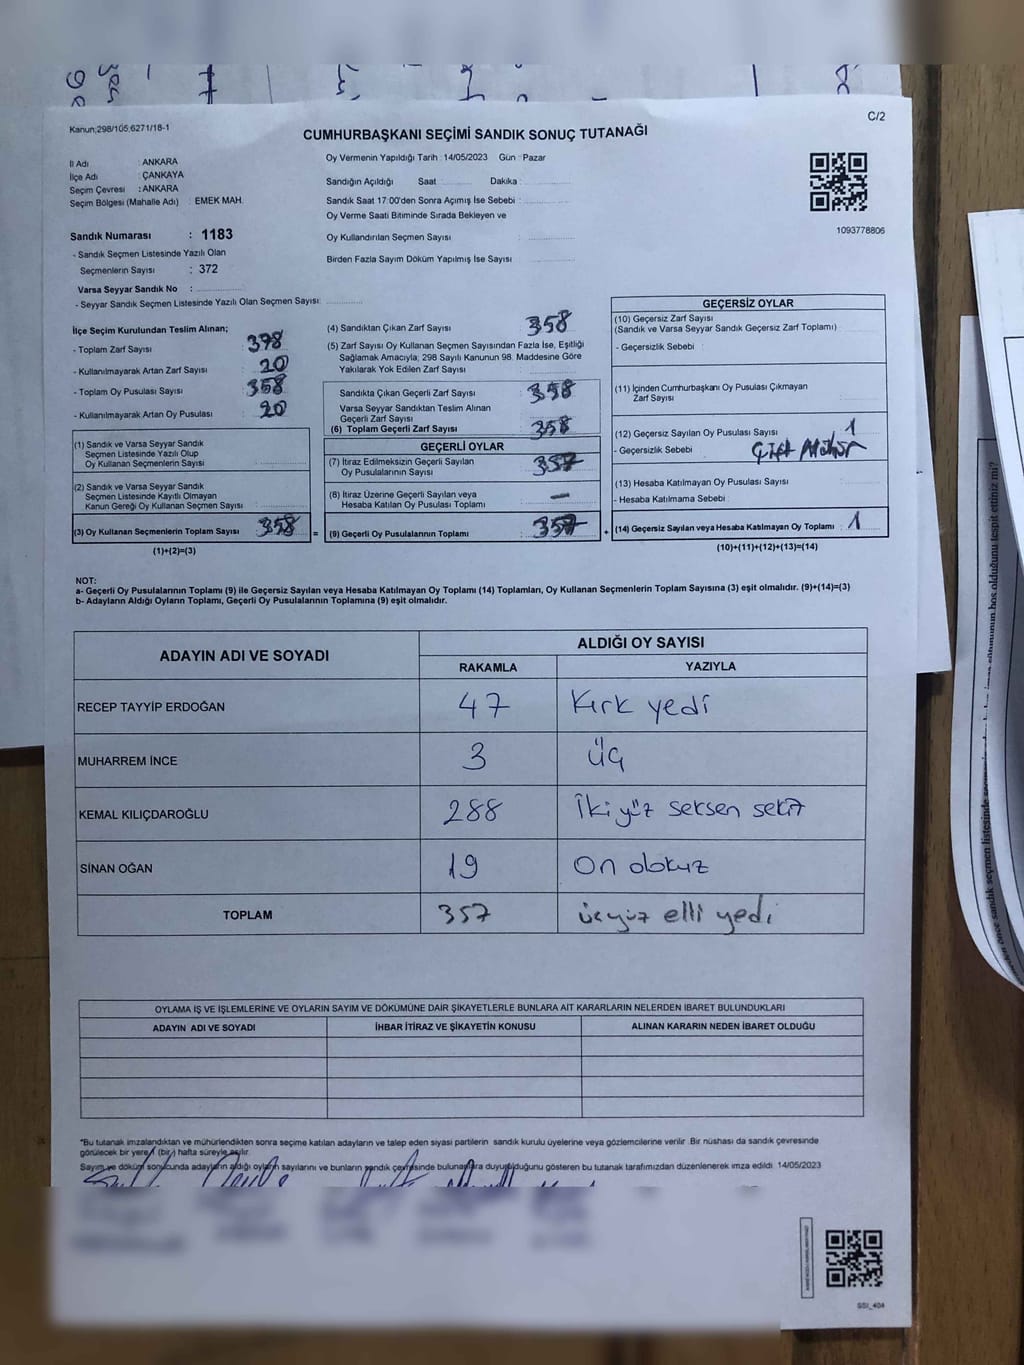 Kanun;298/105;6271/18-1
C/2
CUMHURBAŞKANI SEÇİMİ SANDIK SONUÇ TUTANAĞI
İl Adı : ANKARA
İlçe Adı : ÇANKAYA
Seçim Çevresi : ANKARA
Seçim Bölgesi (Mahalle Adı) : EMEK MAH.
Sandık Numarası : 1183
- Sandık Seçmen Listesinde Yazılı Olan
Seçmenlerin Sayısı : 372
Varsa Seyyar Sandık No :
- Seyyar Sandık Seçmen Listesinde Yazılı Olan Seçmen Sayısı:
Oy Vermenin Yapıldığı Tarih : 14/05/2023 Gün : Pazar
Sandığın Açıldığı Saat Dakika :
Sandık Saat 17:00'den Sonra Açımış İse Sebebi :
Oy Verme Saati Bitiminde Sırada Bekleyen ve
Oy Kullandırılan Seçmen Sayısı :
Birden Fazla Sayım Döküm Yapılmış İse Sayısı :
1093778806
İlçe Seçim Kurulundan Teslim Alınan;
- Toplam Zarf Sayısı : 378
- Kullanılmayarak Artan Zarf Sayısı : 20
- Toplam Oy Pusulası Sayısı : 358
- Kullanılmayarak Artan Oy Pusulası : 20
(1) Sandık ve Varsa Seyyar Sandık
Seçmen Listesinde Yazılı Olup
Oy Kullanan Seçmenlerin Sayısı
(2) Sandık ve Varsa Seyyar Sandık
Seçmen Listesinde Kayıtlı Olmayan
Kanun Gereği Oy Kullanan Seçmen Sayısı :
(3) Oy Kullanan Seçmenlerin Toplam Sayısı 358 =
(1)+(2)=(3)
(4) Sandıktan Çıkan Zarf Sayısı : 358
(5) Zarf Sayısı Oy Kullanan Seçmen Sayısından Fazla İse, Eşitliği
Sağlamak Amacıyla; 298 Sayılı Kanunun 98. Maddesine Göre
Yakılarak Yok Edilen Zarf Sayısı
Sandıkta Çıkan Geçerli Zarf Sayısı : 358
Varsa Seyyar Sandıktan Teslim Alınan
Geçerli Zarf Sayısı
(6) Toplam Geçerli Zarf Sayısı : 358
GEÇERLİ OYLAR
(7) İtiraz Edilmeksizin Geçerli Sayılan
Oy Pusulalarının Sayısı : 357
(8) İtiraz Üzerine Geçerli Sayılan veya
Hesaba Katılan Oy Pusulası Toplamı : —
(9) Geçerli Oy Pusulalarının Toplamı : 357 +
GEÇERSİZ OYLAR
(10) Geçersiz Zarf Sayısı
(Sandık ve Varsa Seyyar Sandık Geçersiz Zarf Toplamı)
- Geçersizlik Sebebi :
(11) İçinden Cumhurbaşkanı Oy Pusulası Çıkmayan
Zarf Sayısı
(12) Geçersiz Sayılan Oy Pusulası Sayısı : 1
- Geçersizlik Sebebi : Çift Mühür
(13) Hesaba Katılmayan Oy Pusulası Sayısı :
- Hesaba Katılmama Sebebi :
(14) Geçersiz Sayılan veya Hesaba Katılmayan Oy Toplamı : 1
(10)+(11)+(12)+(13)=(14)
NOT:
a- Geçerli Oy Pusulalarının Toplamı (9) ile Geçersiz Sayılan veya Hesaba Katılmayan Oy Toplamı (14) Toplamları, Oy Kullanan Seçmenlerin Toplam Sayısına (3) eşit olmalıdır. (9)+(14)=(3)
b- Adayların Aldığı Oyların Toplamı, Geçerli Oy Pusulalarının Toplamına (9) eşit olmalıdır.
ADAYIN ADI VE SOYADI ALDIĞI OY SAYISI
RAKAMLA YAZIYLA
RECEP TAYYİP ERDOĞAN 47 Kırk yedi
MUHARREM İNCE 3 üç
KEMAL KILIÇDAROĞLU 288 İki yüz seksen sekiz
SİNAN OĞAN 19 On dokuz
TOPLAM 357 üçyüz elli yedi
OYLAMA İŞ VE İŞLEMLERİNE VE OYLARIN SAYIM VE DÖKÜMÜNE DAİR ŞİKAYETLERLE BUNLARA AİT KARARLARIN NELERDEN İBARET BULUNDUKLARI
ADAYIN ADI VE SOYADI İHBAR İTİRAZ VE ŞİKAYETİN KONUSU ALINAN KARARIN NEDEN İBARET OLDUĞU
"Bu tutanak imzalandıktan ve mühürlendikten sonra seçime katılan adayların ve talep eden siyasi partilerin sandık kurulu üyelerine veya gözlemcilerine verilir .Bir nüshası da sandık çevresinde
görülecek bir yere 1 (bir) hafta süreyle asılır.
Sayım ve döküm sonucunda adayların aldığı oyların sayılarını ve bunların sandık çevresinde bulunanlara duyurulduğunu gösteren bu tutanak tarafımızdan düzenlenerek imza edildi 14/05/2023
SSI_404